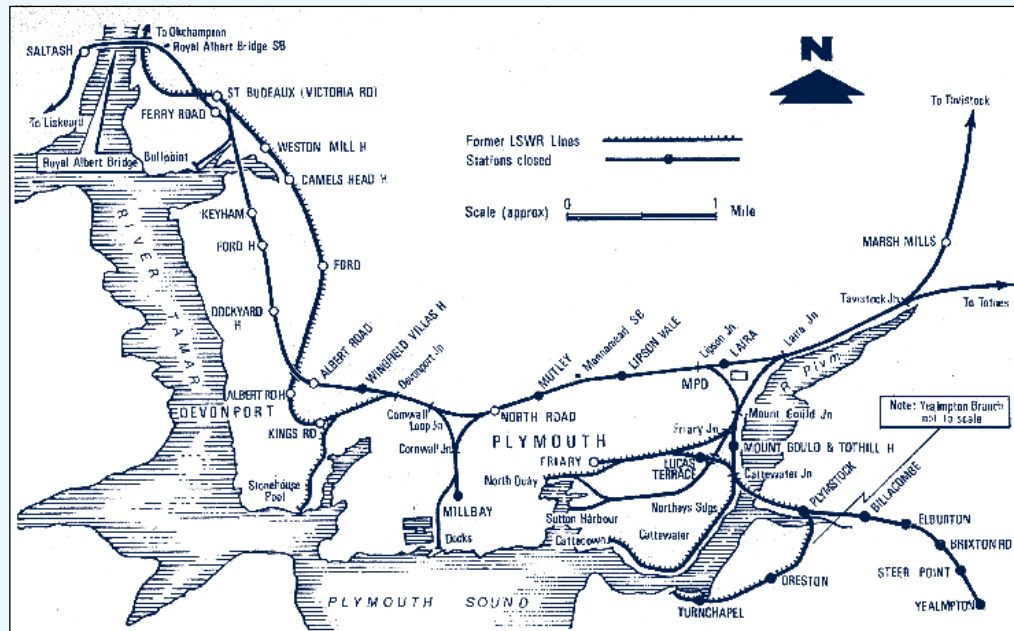 To Okehampton
Royal Albert Bridge SB
SALTASH
ST BUDEAUX (VICTORIA RD)
FERRY ROAD
To Liskeard
Royal Albert Bridge
Bullpoint
WESTON MILL H
CAMELS HEAD H
N
To Tavistock
Former LSWR Lines
Stations closed
Scale (approx) 0 1 Mile
KEYHAM
FORD H
FORD
RIVER TAMAR
DOCKYARD H
MARSH MILLS
Tavistock Jn
To Totnes
ALBERT ROAD
WINGFIELD VILLAS H
Devonport Jn
MUTLEY
Mannamead SB
LIPSON VALE
Lipson Jn
LAIRA
Laira Jn
R Plym
MPD
ALBERT RD H
DEVONPORT
KINGS RD
Cornwall Loop Jn
NORTH ROAD
Cornwall Jn
PLYMOUTH
Friary Jn
Mount Gould Jn
Note: Yealmpton Branch
not to scale
FRIARY
LUCAS
TERRACE
MOUNT GOULD & TOTHILL H
North Quay
Cattewater Jn
PLYMSTOCK
BILLACOMBE
Stonehouse
Pool
MILLBAY
Docks
Sutton Harbour
Northeys Sdgs
Cattedown
Cattewater
ELBURTON
BRIXTON RD
STEER POINT
YEALMPTON
ORESTON
TURNCHAPEL
PLYMOUTH SOUND